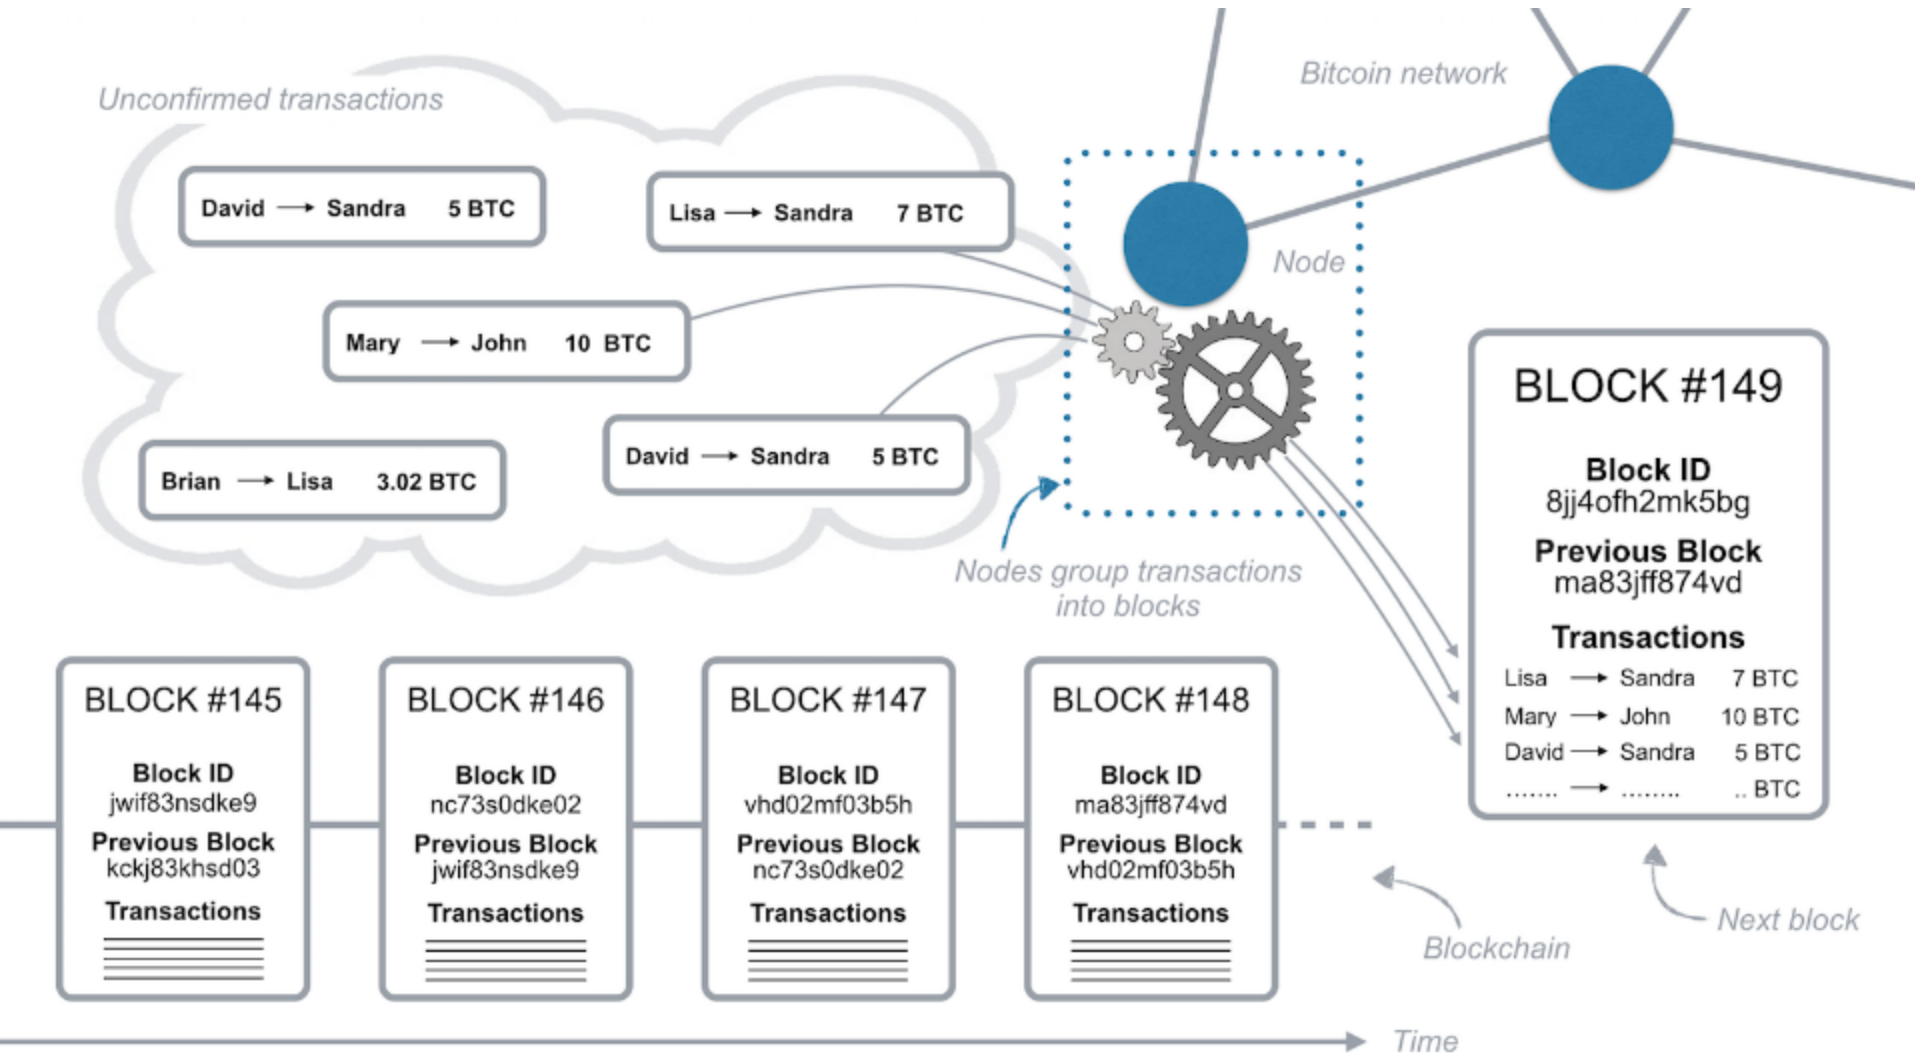 Unconfirmed transactions
Bitcoin network
David → Sandra 5 BTC
Lisa → Sandra 7 BTC
Node
Mary → John 10 BTC
David → Sandra 5 BTC
Brian → Lisa 3.02 BTC
Nodes group transactions
into blocks
BLOCK #149
Block ID
8jj4ofh2mk5bg
Previous Block
ma83jff874vd
Transactions
Lisa → Sandra 7 BTC
Mary → John 10 BTC
David → Sandra 5 BTC
....... → ........ .. BTC
BLOCK #145
Block ID
jwif83nsdke9
Previous Block
kckj83khsd03
Transactions
BLOCK #146
Block ID
nc73s0dke02
Previous Block
jwif83nsdke9
Transactions
BLOCK #147
Block ID
vhd02mf03b5h
Previous Block
nc73s0dke02
Transactions
BLOCK #148
Block ID
ma83jff874vd
Previous Block
vhd02mf03b5h
Transactions
Blockchain
Next block
Time